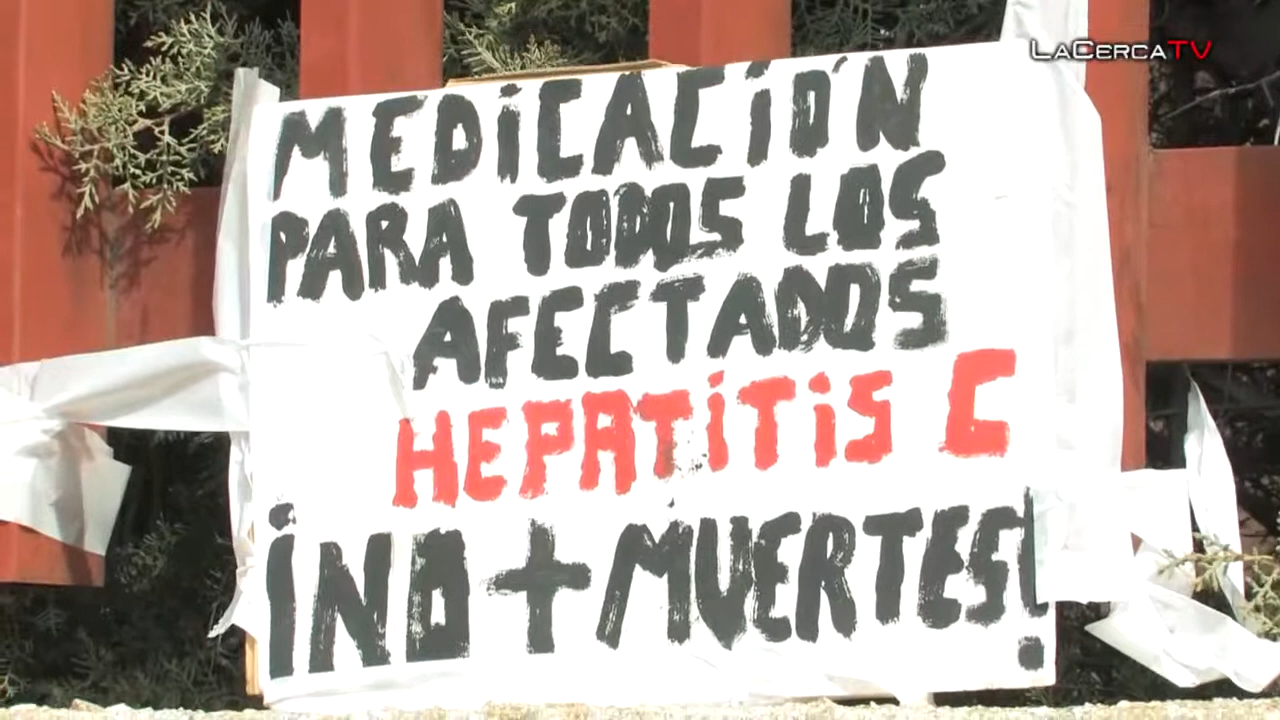 LACERCATV
MEDICACIÓN
PARA TODOS LOS
AFECTADOS
HEPATITIS C
¡NO + MUERTES!